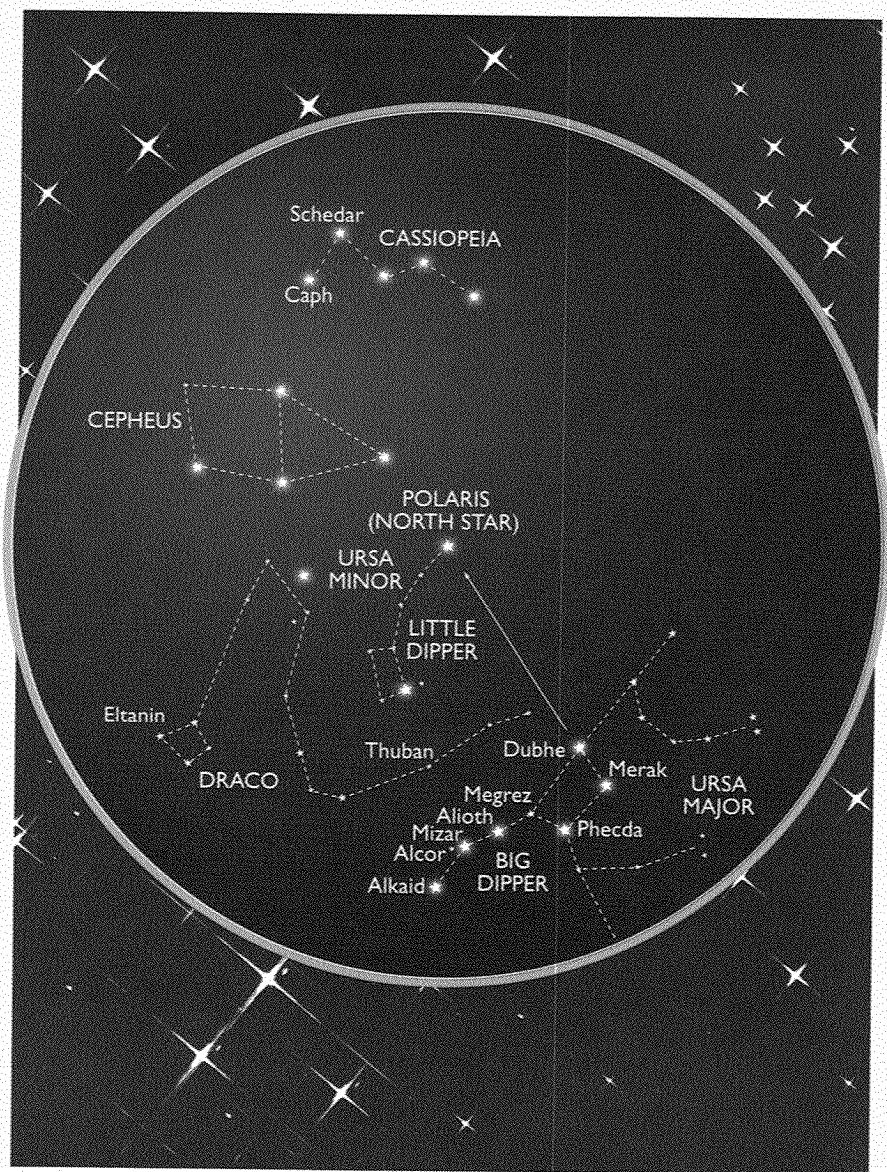 Schedar
CASSIOPEIA
Caph
CEPHEUS
POLARIS
(NORTH STAR)
URSA
MINOR
LITTLE
DIPPER
Eltanin
Thuban
Dubhe
DRACO
Merak
URSA
MAJOR
Megrez
Alioth
Mizar
Phecda
Alcor
BIG
DIPPER
Alkaid